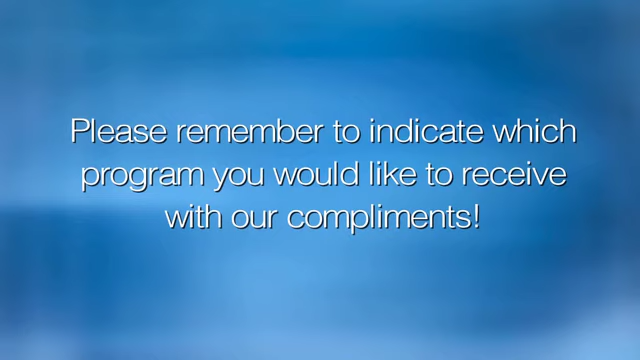 Please remember to indicate which
program you would like to receive
with our compliments!